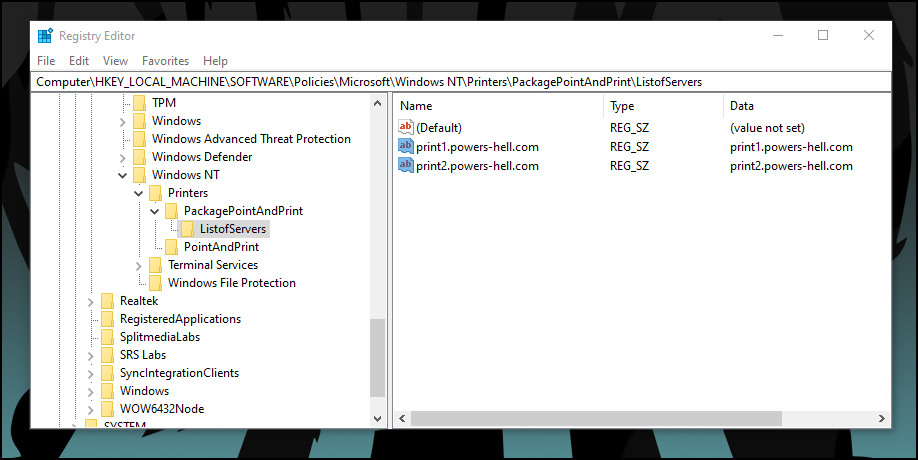 Registry Editor
File Edit View Favorites Help
Computer\HKEY_LOCAL_MACHINE\SOFTWARE\Policies\Microsoft\Windows NT\Printers\PackagePointAndPrint\ListofServers
TPM
Windows
Windows Advanced Threat Protection
Windows Defender
Windows NT
Printers
PackagePointAndPrint
ListofServers
PointAndPrint
Terminal Services
Windows File Protection
Realtek
RegisteredApplications
SplitmediaLabs
SRS Labs
SyncIntegrationClients
Windows
WOW6432Node
SYSTEM
Name Type Data
ab (Default) REG_SZ (value not set)
ab print1.powers-hell.com REG_SZ print1.powers-hell.com
ab print2.powers-hell.com REG_SZ print2.powers-hell.com